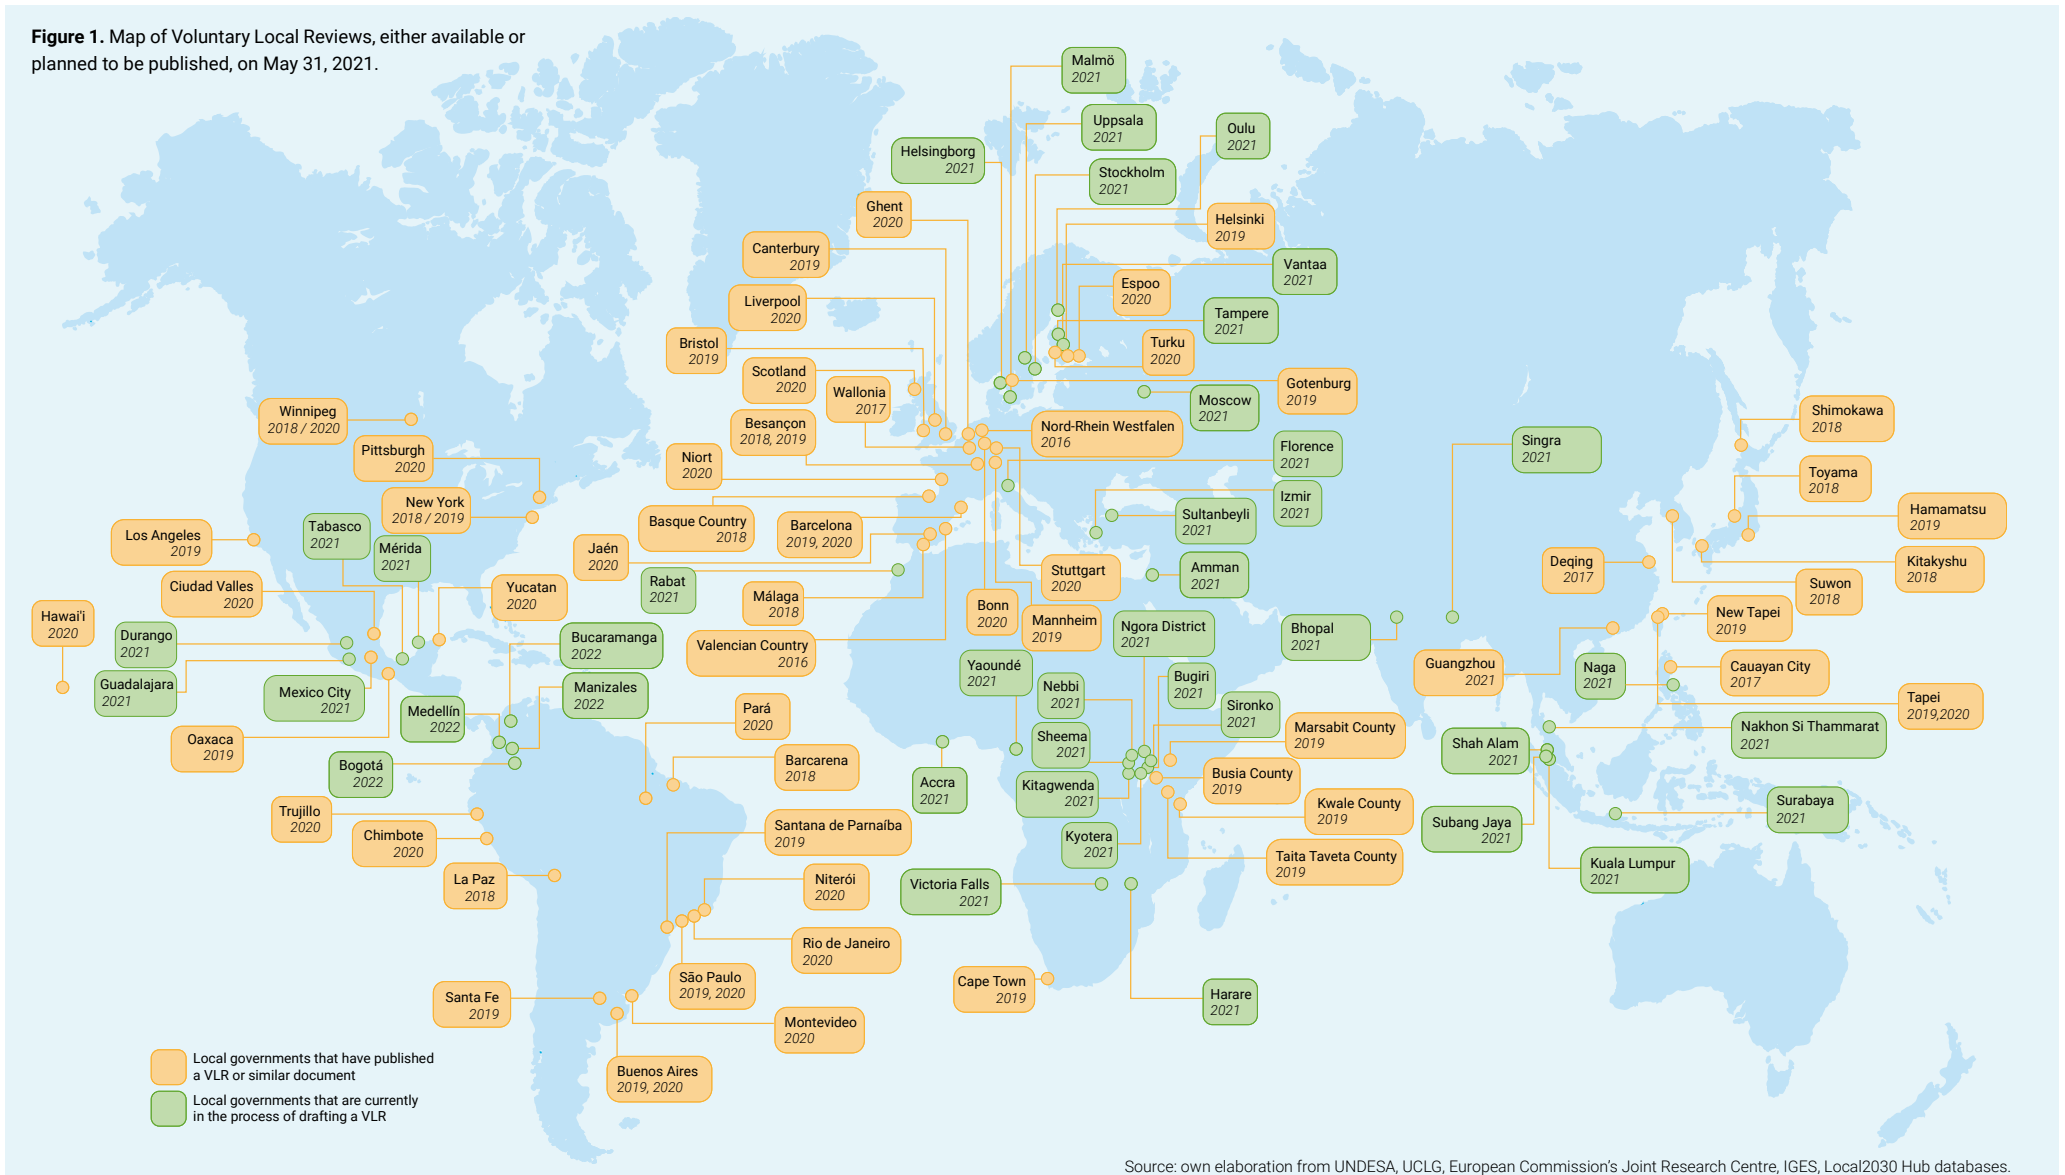 Figure 1. Map of Voluntary Local Reviews, either available or
planned to be published, on May 31, 2021.
Malmö
2021
Uppsala
2021
Oulu
2021
Helsingborg
2021
Stockholm
2021
Ghent
2020
Helsinki
2019
Canterbury
2019
Vantaa
2021
Espoo
2020
Liverpool
2020
Tampere
2021
Bristol
2019
Turku
2020
Scotland
2020
Wallonia
2017
Gotenburg
2019
Moscow
2021
Winnipeg
2018 / 2020
Besançon
2018, 2019
Nord-Rhein Westfalen
2016
Shimokawa
2018
Pittsburgh
2020
Niort
2020
Florence
2021
Singra
2021
Toyama
2018
New York
2018 / 2019
Izmir
2021
Hamamatsu
2019
Tabasco
2021
Los Angeles
2019
Basque Country
2018
Barcelona
2019, 2020
Sultanbeyli
2021
Mérida
2021
Jaén
2020
Deqing
2017
Kitakyshu
2018
Ciudad Valles
2020
Yucatan
2020
Rabat
2021
Málaga
2018
Stuttgart
2020
Amman
2021
Suwon
2018
Hawai'i
2020
Bonn
2020
Mannheim
2019
Ngora District
2021
Bhopal
2021
New Tapei
2019
Durango
2021
Bucaramanga
2022
Valencian Country
2016
Yaoundé
2021
Bugiri
2021
Guangzhou
2021
Naga
2021
Cauayan City
2017
Guadalajara
2021
Mexico City
2021
Manizales
2022
Nebbi
2021
Tapei
2019,2020
Medellín
2022
Pará
2020
Sironko
2021
Oaxaca
2019
Sheema
2021
Marsabit County
2019
Nakhon Si Thammarat
2021
Shah Alam
2021
Bogotá
2022
Barcarena
2018
Accra
2021
Kitagwenda
2021
Busia County
2019
Trujillo
2020
Kwale County
2019
Surabaya
2021
Chimbote
2020
Santana de Parnaíba
2019
Kyotera
2021
Subang Jaya
2021
Taita Taveta County
2019
Kuala Lumpur
2021
La Paz
2018
Niterói
2020
Victoria Falls
2021
Rio de Janeiro
2020
São Paulo
2019, 2020
Cape Town
2019
Harare
2021
Santa Fe
2019
Montevideo
2020
Buenos Aires
2019, 2020
Local governments that have published
a VLR or similar document
Local governments that are currently
in the process of drafting a VLR
Source: own elaboration from UNDESA, UCLG, European Commission's Joint Research Centre, IGES, Local2030 Hub databases.